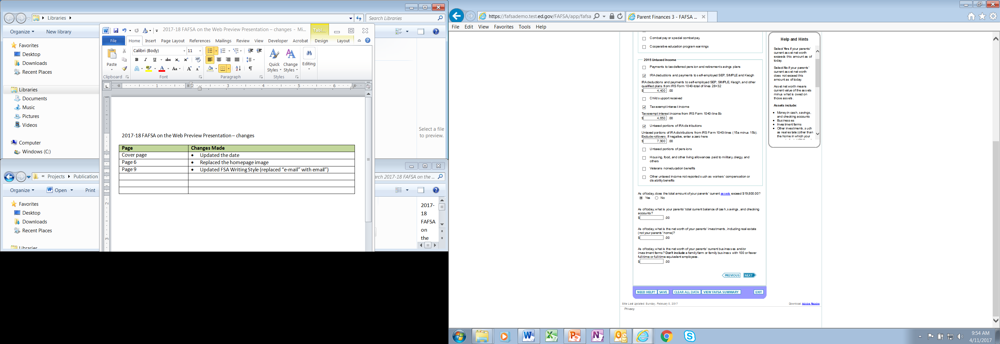 Libraries
Search Libraries
Organize
New library
Favorites
Desktop
Downloads
Recent Places
Libraries
Documents
Music
Pictures
Videos
Computer
Windows (C:)
Select a file
to preview.
« Projects Publication
arch 2017-18 FAFSA on the ...
Organize
Open
Print
Favorites
Desktop
Downloads
Recent Places
Libraries
2017-
18
FAFSA
on
the
2017-18 FAFSA on the Web Preview Presentation – changes - Mi...
Tabl...
File Home Insert Page Layout References Mailings Review View Developer Acrobat Design Layout
Paste
Clipboard
Calibri (Body) 11
Font
Paragraph
Quick
Styles
Change
Styles
Styles
Editing
1 2 3 4 5 6
2017-18 FAFSA on the Web Preview Presentation – changes
Page Changes Made
Cover page • Updated the date
Page 6 • Replaced the homepage image
Page 9 • Updated FSA Writing Style (replaced “e-mail” with email”)
https://fafsademo.test.ed.gov/FAFSA/app/fafsa
Parent Finances 3 - FAFSA ...
File Edit View Favorites Tools Help
Combat pay or special combat pay
Cooperative education program earnings
2015 Untaxed Income
Payments to tax-deferred pension and retirement savings plans
IRA deductions and payments to self-employed SEP, SIMPLE and Keogh
IRA deductions and payments to self-employed SEP, SIMPLE, Keogh, and other
qualified plans from IRS Form 1040-total of lines 28+32
$ 4,400 .00
Child support received
Tax exempt interest income
Tax exempt interest income from IRS Form 1040-line 8b
$ 4,650 .00
Untaxed portions of IRA distributions
Untaxed portions of IRA distributions from IRS Form 1040-lines (15a minus 15b).
Exclude rollovers. If negative, enter a zero here
$ 7,900 .00
Untaxed portions of pensions
Housing, food, and other living allowances paid to military, clergy, and
others
Veterans noneducation benefits
Other untaxed income not reported such as workers' compensation or
disability benefits
As of today, does the total amount of your parents' current assets exceed $19,800.00?
Yes No
As of today, what is your parents' total current balance of cash, savings, and checking
accounts?
$ .00
As of today, what is the net worth of your parents' investments, including real estate
(not your parents' home)?
$ .00
As of today, what is the net worth of your parents' current businesses and/or
investment farms? Don't include a family farm or family business with 100 or fewer
full-time or full-time equivalent employees.
$ .00
PREVIOUS NEXT
NEED HELP? SAVE CLEAR ALL DATA VIEW FAFSA SUMMARY EXIT
Site Last Updated: Sunday, February 5, 2017
Download Adobe Reader
Privacy
Help and Hints
Select Yes if your parents'
current asset net worth
exceeds this amount as of
today.
Select No if your parents'
current asset net worth
does not exceed this
amount as of today.
Asset net worth means
current value of the assets
minus what is owed on
those assets.
Assets include:
• Money in cash, savings,
and checking accounts
• Businesses
• Investment farms
• Other investments, such
as real estate (other than
the home in which your
9:54 AM
4/11/2017